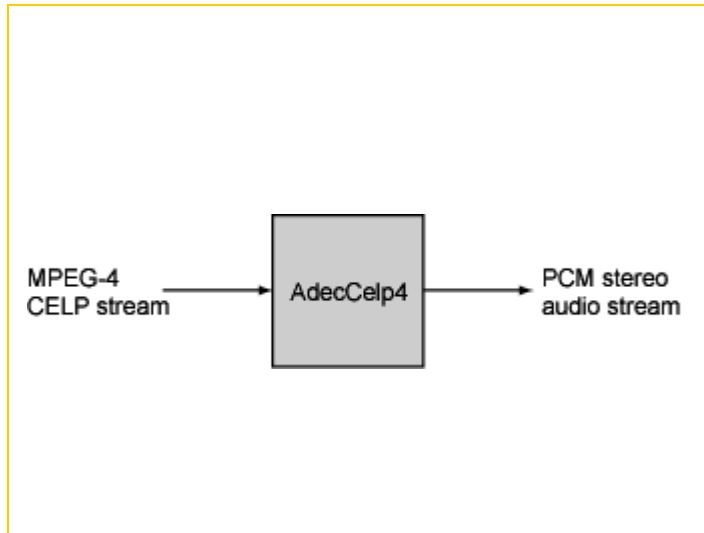 MPEG-4
CELP stream
AdecCelp4
PCM stereo
audio stream